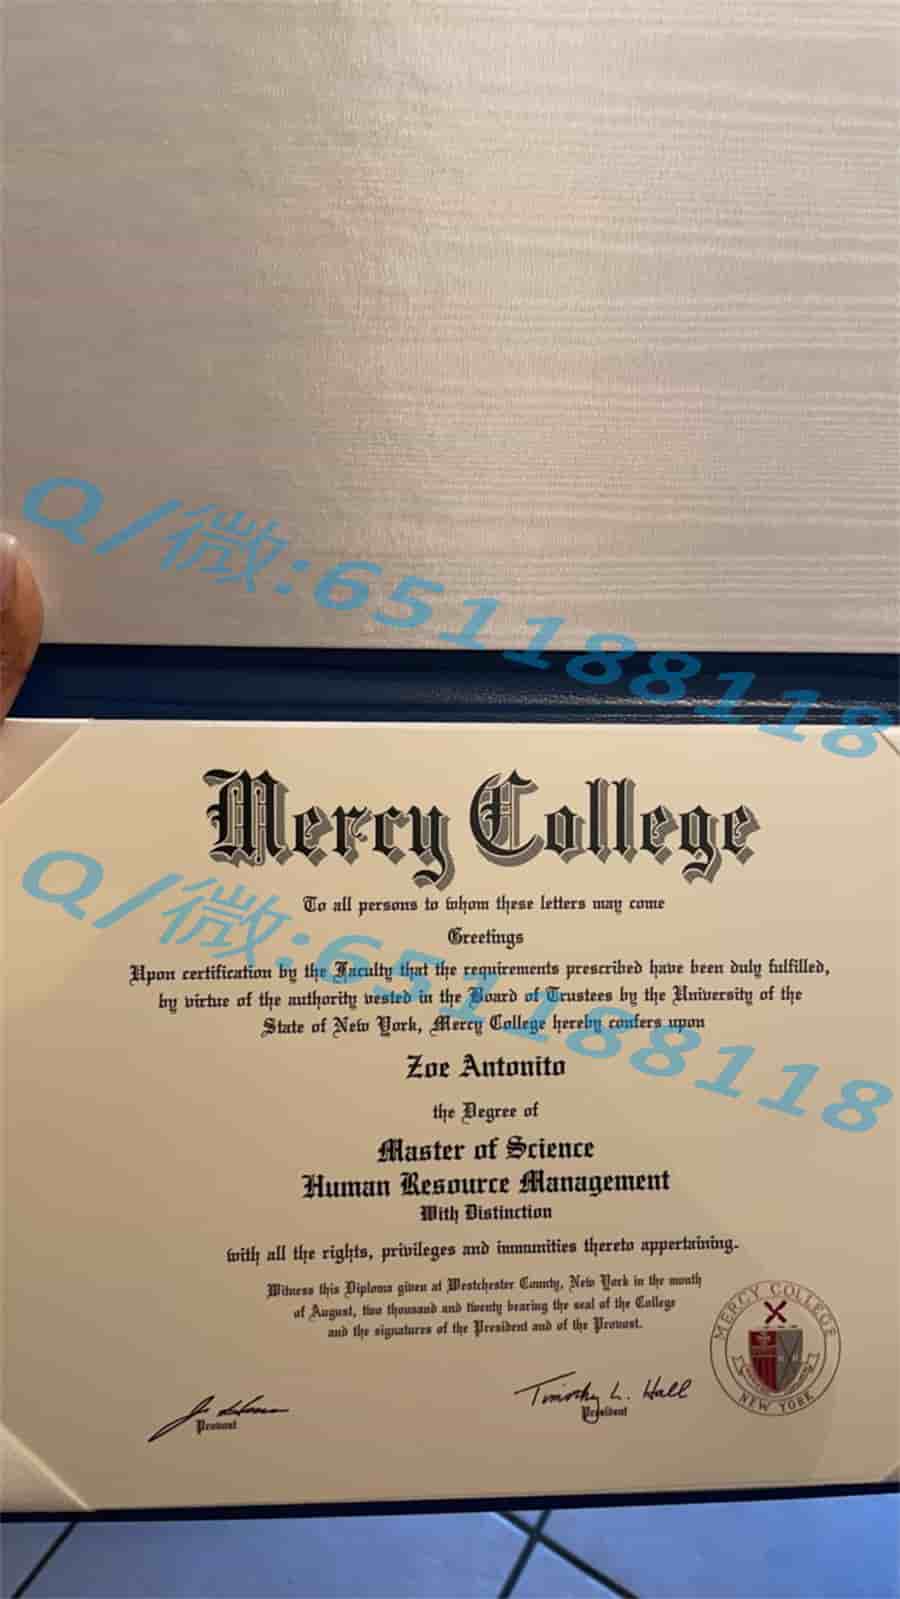 Q/微:651188118
Mercy College
To all persons to whom these letters may come
Greetings
Upon certification by the Faculty that the requirements prescribed have been duly fulfilled,
by virtue of the authority vested in the Board of Trustees by the University of the
State of New York, Mercy College hereby confers upon
Q/微:651188118
Zoe Antonito
the Degree of
Master of Science
Human Resource Management
With Distinction
with all the rights, privileges and immunities thereto appertaining.
Witness this Diploma given at Westchester County, New York in the month
of August, two thousand and twenty bearing the seal of the College
and the signatures of the President and of the Provost.
Provost
Timothy L. Hall
President
MERCY COLLEGE
NEW YORK